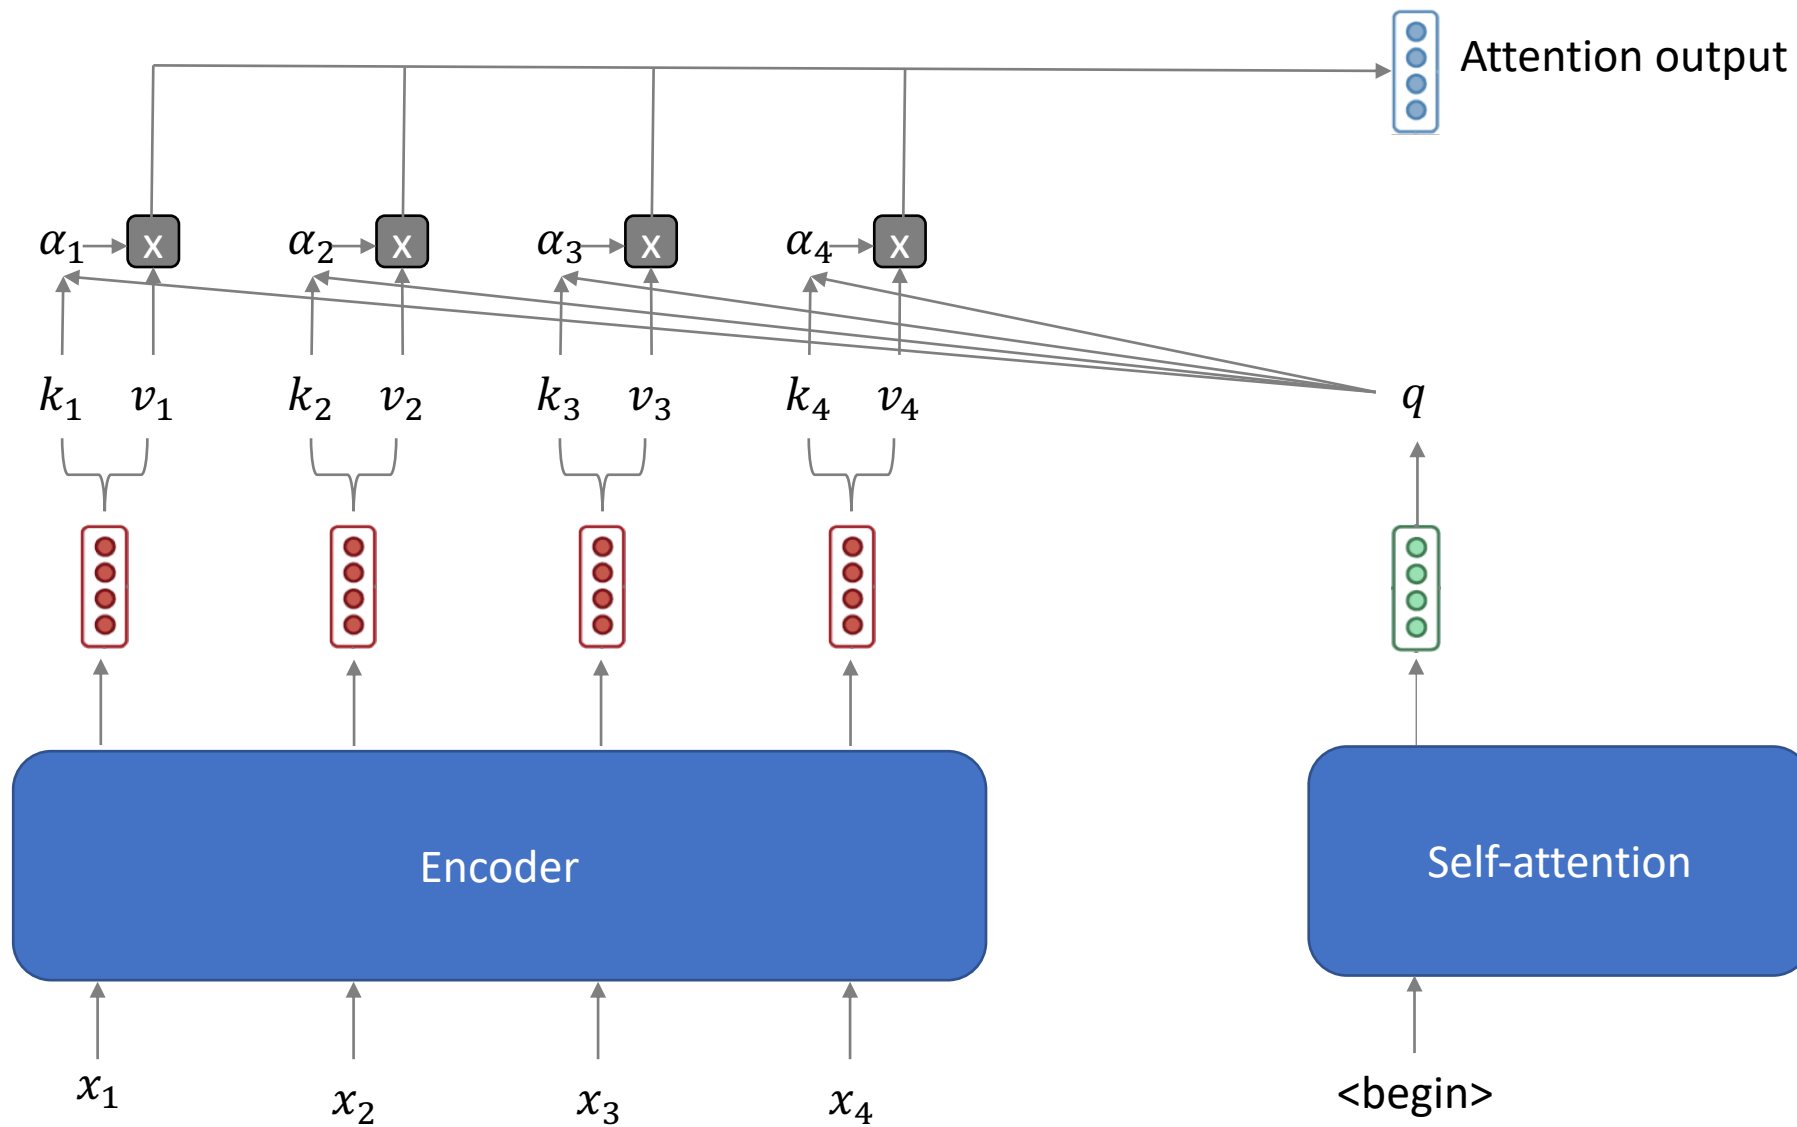 Attention output
α₁ x α₂ x α₃ x α₄ x
k₁ v₁ k₂ v₂ k₃ v₃ k₄ v₄ q
Encoder
Self-attention
x₁ x₂ x₃ x₄ <begin>